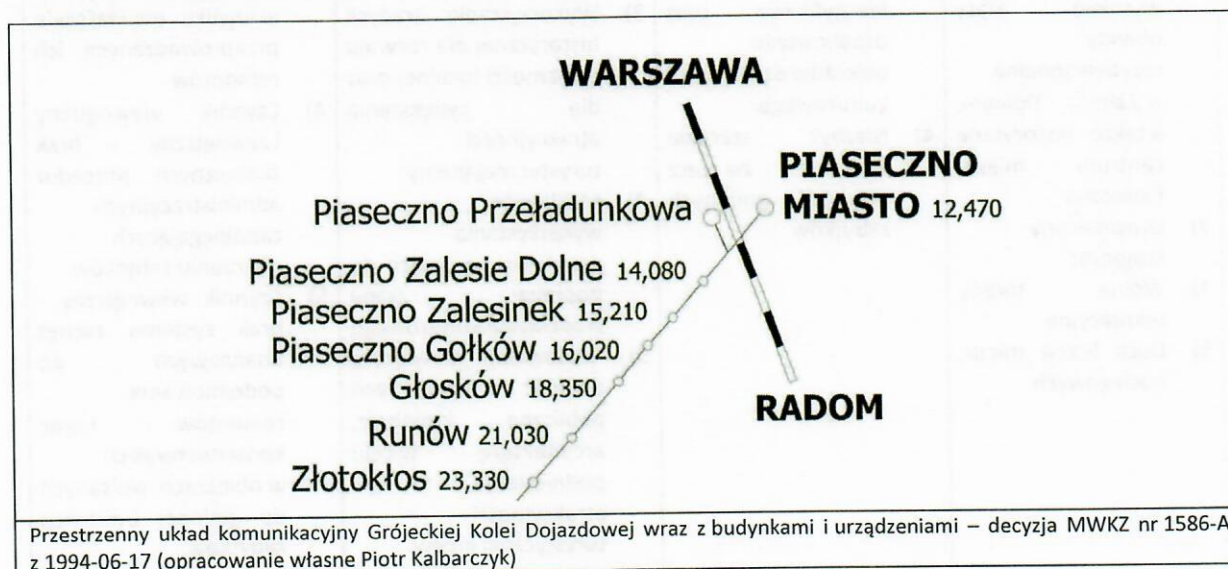 WARSZAWA
PIASECZNO
MIASTO 12,470
Piaseczno Przeładunkowa
Piaseczno Zalesie Dolne 14,080
Piaseczno Zalesinek 15,210
Piaseczno Gołków 16,020
Głosków 18,350
RADOM
Runów 21,030
Złotokłos 23,330
Przestrzenny układ komunikacyjny Grójeckiej Kolei Dojazdowej wraz z budynkami i urządzeniami – decyzja MWKZ nr 1586-A
z 1994-06-17 (opracowanie własne Piotr Kalbarczyk)